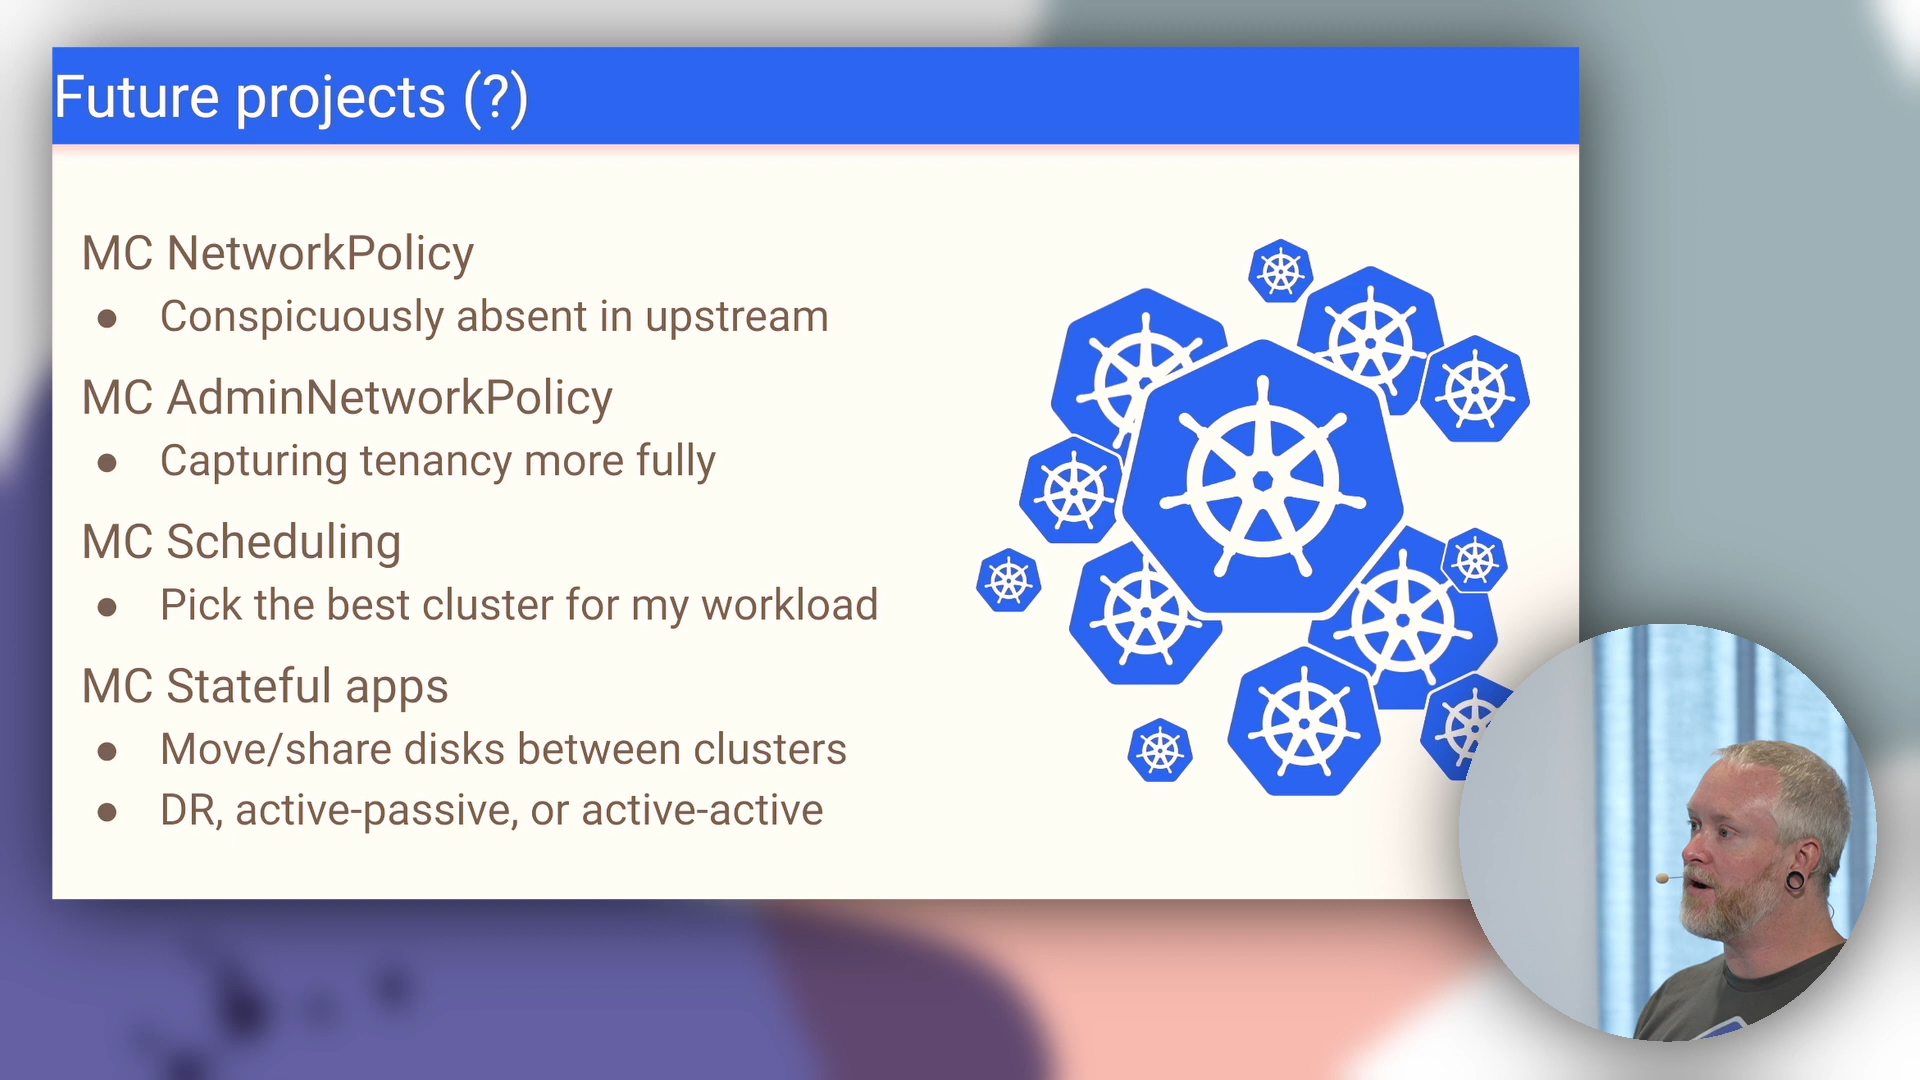 Future projects (?)
MC NetworkPolicy
● Conspicuously absent in upstream
MC AdminNetworkPolicy
● Capturing tenancy more fully
MC Scheduling
● Pick the best cluster for my workload
MC Stateful apps
● Move/share disks between clusters
● DR, active-passive, or active-active